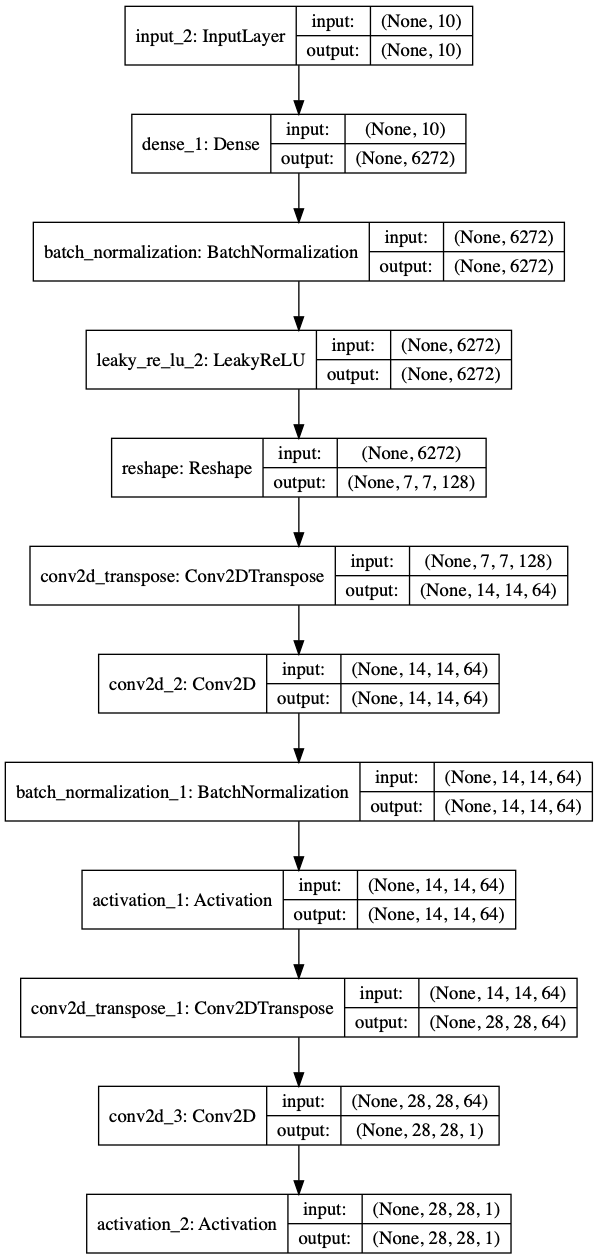 input_2: InputLayer
input: (None, 10)
output: (None, 10)
dense_1: Dense
input: (None, 10)
output: (None, 6272)
batch_normalization: BatchNormalization
input: (None, 6272)
output: (None, 6272)
leaky_re_lu_2: LeakyReLU
input: (None, 6272)
output: (None, 6272)
reshape: Reshape
input: (None, 6272)
output: (None, 7, 7, 128)
conv2d_transpose: Conv2DTranspose
input: (None, 7, 7, 128)
output: (None, 14, 14, 64)
conv2d_2: Conv2D
input: (None, 14, 14, 64)
output: (None, 14, 14, 64)
batch_normalization_1: BatchNormalization
input: (None, 14, 14, 64)
output: (None, 14, 14, 64)
activation_1: Activation
input: (None, 14, 14, 64)
output: (None, 14, 14, 64)
conv2d_transpose_1: Conv2DTranspose
input: (None, 14, 14, 64)
output: (None, 28, 28, 64)
conv2d_3: Conv2D
input: (None, 28, 28, 64)
output: (None, 28, 28, 1)
activation_2: Activation
input: (None, 28, 28, 1)
output: (None, 28, 28, 1)